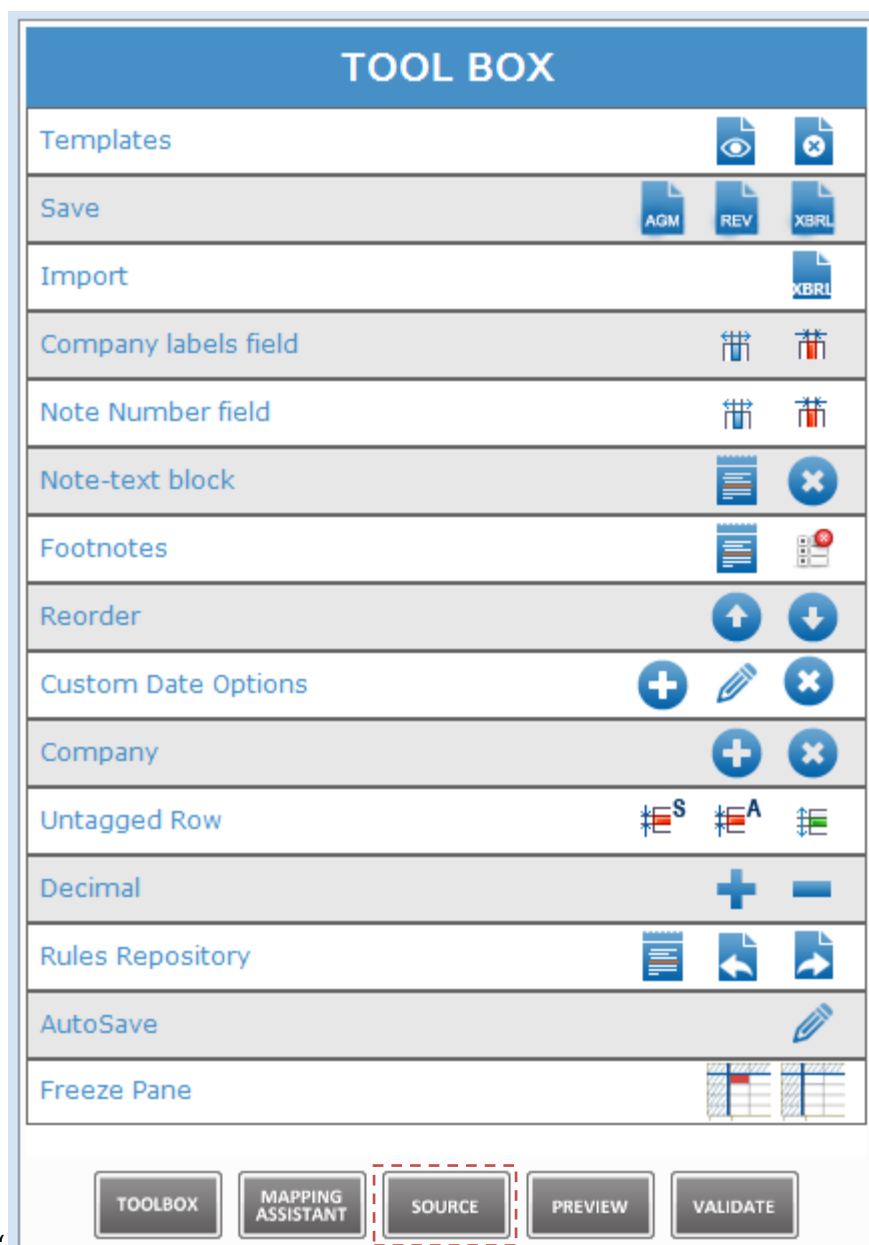 TOOL BOX
Templates
Save AGM REV XBRL
Import XBRL
Company labels field
Note Number field
Note-text block
Footnotes
Reorder
Custom Date Options
Company
Untagged Row S A
Decimal
Rules Repository
AutoSave
Freeze Pane
TOOLBOX MAPPING ASSISTANT SOURCE PREVIEW VALIDATE